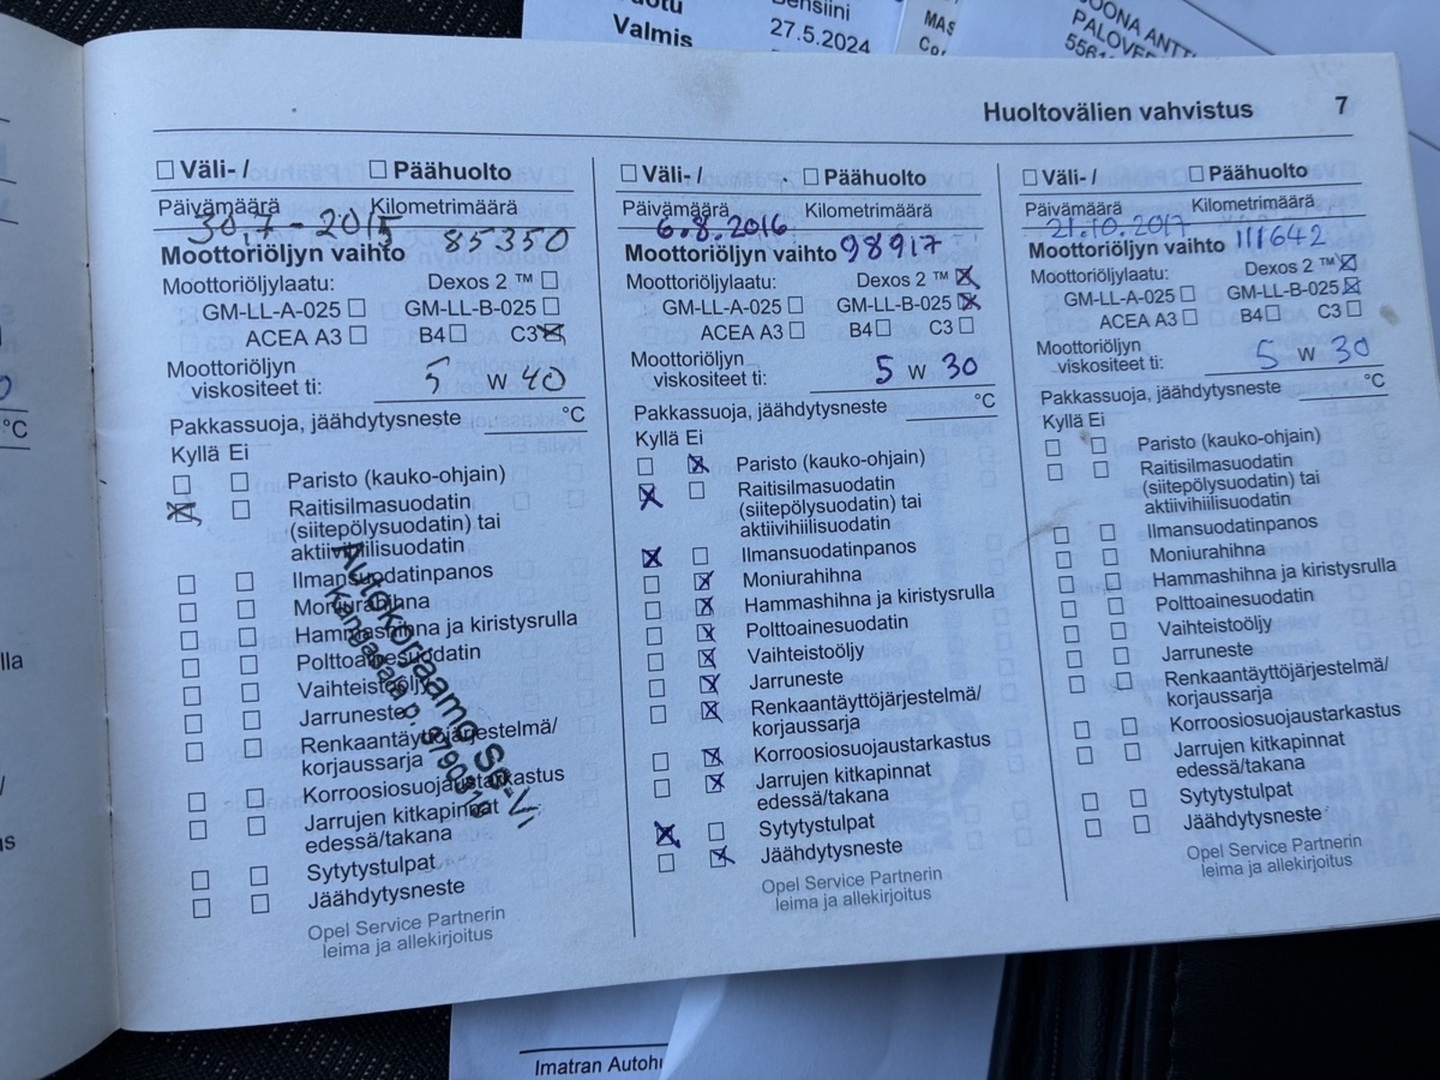 Valmis
27.5.2024
MAS
PALOVER
Huoltovälien vahvistus 7
Väli- / Päähuolto
Päivämäärä Kilometrimäärä
30.7-2015 85350
Moottoriöljyn vaihto
Moottoriöljylaatu: Dexos 2 ™
GM-LL-A-025 GM-LL-B-025
ACEA A3 B4 C3
Moottoriöljyn
viskositeet ti: 5 W 40
Pakkassuoja, jäähdytysneste °C
Kyllä Ei
Paristo (kauko-ohjain)
Raitisilmasuodatin
(siitepölysuodatin) tai
aktiivihiilisuodatin
Ilmansuodatinpanos
Moniurahihna
Hammashihna ja kiristysrulla
Polttoainesuodatin
Vaihteistoöljy
Jarruneste
Renkaantäyttöjärjestelmä/
korjaussarja
Korroosiosuojaustarkastus
Jarrujen kitkapinnat
edessä/takana
Sytytystulpat
Jäähdytysneste
Opel Service Partnerin
leima ja allekirjoitus
Autokorjaamo
Väli- / Päähuolto
Päivämäärä Kilometrimäärä
6.8.2016
Moottoriöljyn vaihto 98917
Moottoriöljylaatu: Dexos 2 ™
GM-LL-A-025 GM-LL-B-025
ACEA A3 B4 C3
Moottoriöljyn
viskositeet ti: 5 W 30
Pakkassuoja, jäähdytysneste °C
Kyllä Ei
Paristo (kauko-ohjain)
Raitisilmasuodatin
(siitepölysuodatin) tai
aktiivihiilisuodatin
Ilmansuodatinpanos
Moniurahihna
Hammashihna ja kiristysrulla
Polttoainesuodatin
Vaihteistoöljy
Jarruneste
Renkaantäyttöjärjestelmä/
korjaussarja
Korroosiosuojaustarkastus
Jarrujen kitkapinnat
edessä/takana
Sytytystulpat
Jäähdytysneste
Opel Service Partnerin
leima ja allekirjoitus
Väli- / Päähuolto
Päivämäärä Kilometrimäärä
21.10.2017
Moottoriöljyn vaihto 111642
Moottoriöljylaatu: Dexos 2 ™
GM-LL-A-025 GM-LL-B-025
ACEA A3 B4 C3
Moottoriöljyn
viskositeet ti: 5 W 30
Pakkassuoja, jäähdytysneste °C
Kyllä Ei
Paristo (kauko-ohjain)
Raitisilmasuodatin
(siitepölysuodatin) tai
aktiivihiilisuodatin
Ilmansuodatinpanos
Moniurahihna
Hammashihna ja kiristysrulla
Polttoainesuodatin
Vaihteistoöljy
Jarruneste
Renkaantäyttöjärjestelmä/
korjaussarja
Korroosiosuojaustarkastus
Jarrujen kitkapinnat
edessä/takana
Sytytystulpat
Jäähdytysneste
Opel Service Partnerin
leima ja allekirjoitus
°C
lla
Imatran